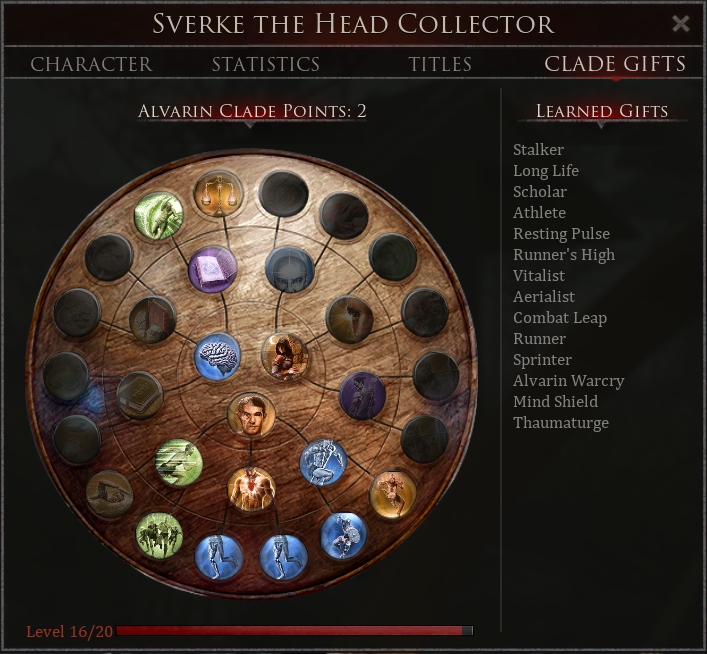 Sverke the Head Collector
CHARACTER STATISTICS TITLES CLADE GIFTS
Alvarin Clade Points: 2
Learned Gifts
Stalker
Long Life
Scholar
Athlete
Resting Pulse
Runner's High
Vitalist
Aerialist
Combat Leap
Runner
Sprinter
Alvarin Warcry
Mind Shield
Thaumaturge
Level 16/20